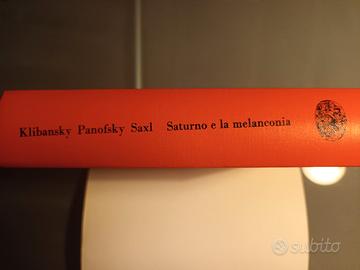 Klibansky Panofsky Saxl Saturno e la melanconia
subito